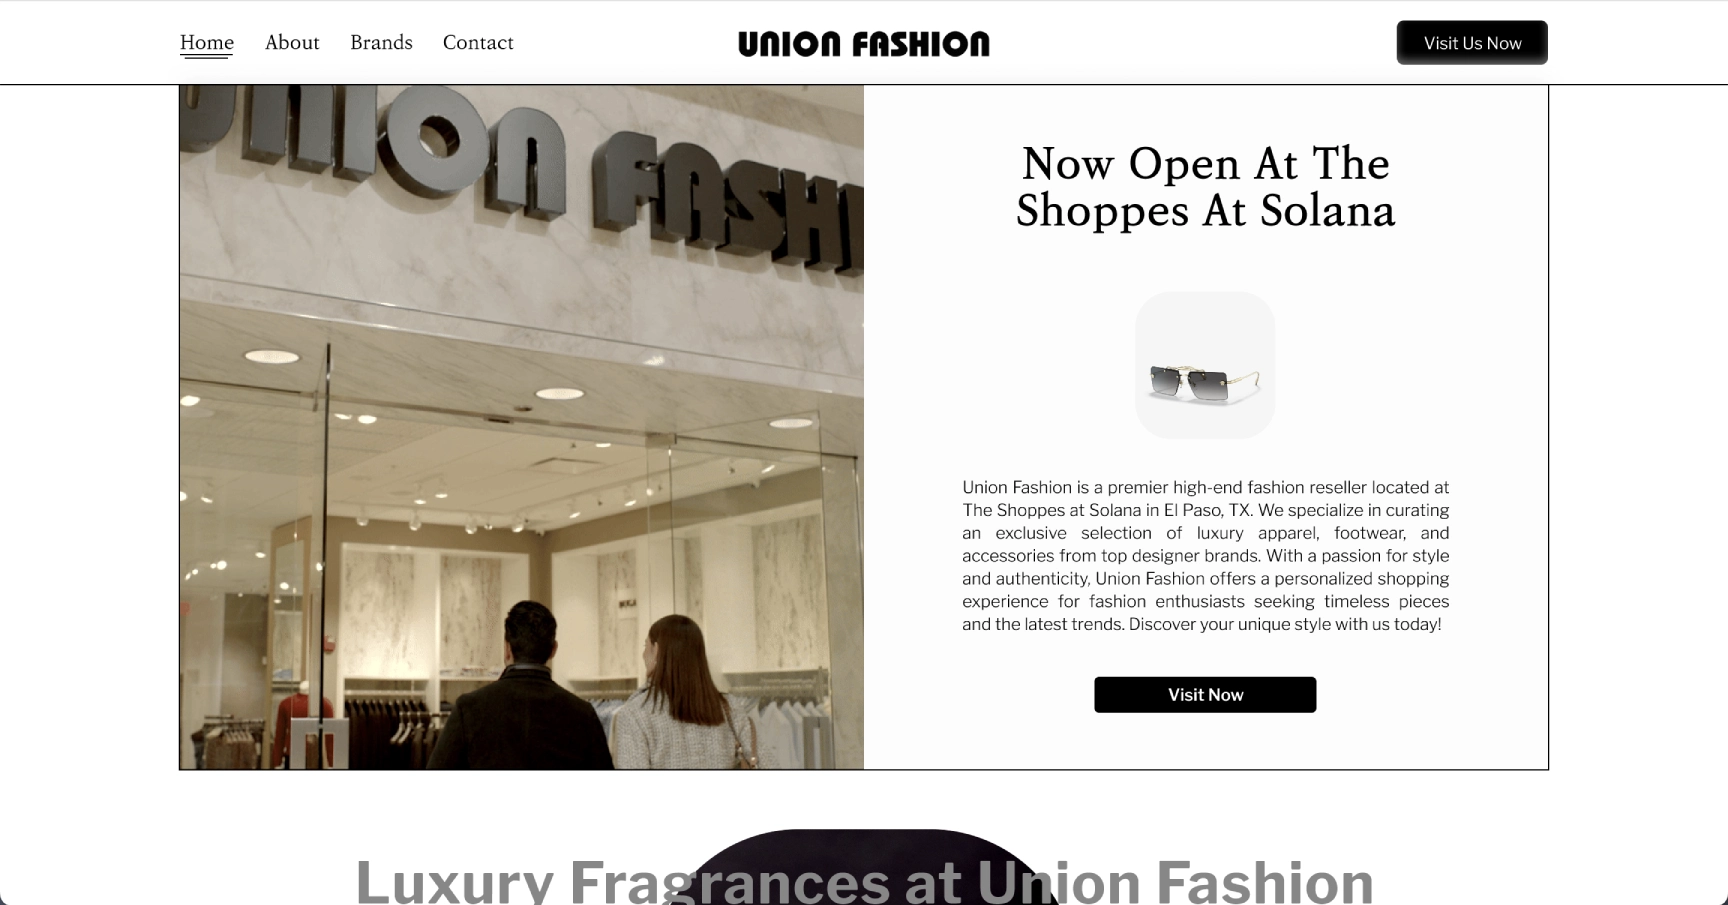 Home
About
Brands
Contact
UNION FASHION
Visit Us Now
UNION FASHI
Now Open At The
Shoppes At Solana
Union Fashion is a premier high-end fashion reseller located at
The Shoppes at Solana in El Paso, TX. We specialize in curating
an exclusive selection of luxury apparel, footwear, and
accessories from top designer brands. With a passion for style
and authenticity, Union Fashion offers a personalized shopping
experience for fashion enthusiasts seeking timeless pieces
and the latest trends. Discover your unique style with us today!
Visit Now
Luxury Fragrances at Union Fashion